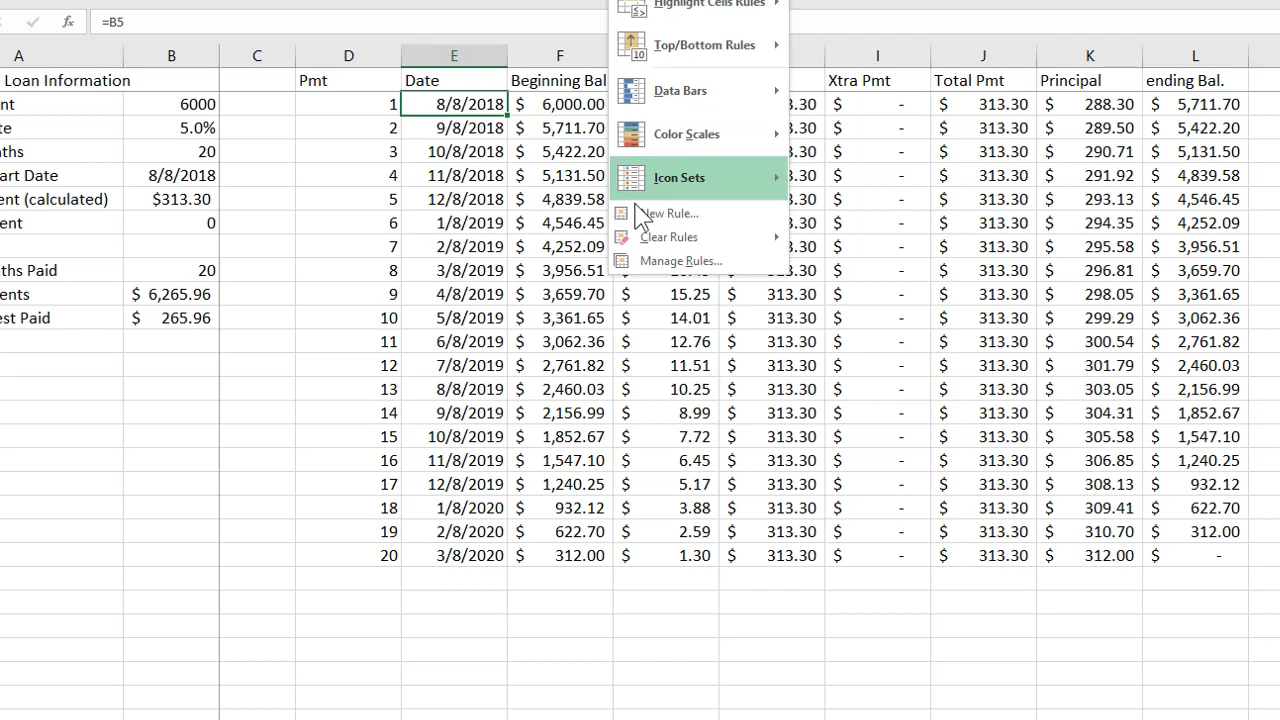 fx =B5
Highlight Cells Rules
Top/Bottom Rules
10
Data Bars
Color Scales
Icon Sets
New Rule...
Clear Rules
Manage Rules...
A B C D E F I J K L
Loan Information Pmt Date Beginning Bal Xtra Pmt Total Pmt Principal ending Bal.
nt 6000 1 8/8/2018 $ 6,000.00 3.30 $ - $ 313.30 $ 288.30 $ 5,711.70
te 5.0% 2 9/8/2018 $ 5,711.70 3.30 $ - $ 313.30 $ 289.50 $ 5,422.20
ths 20 3 10/8/2018 $ 5,422.20 3.30 $ - $ 313.30 $ 290.71 $ 5,131.50
art Date 8/8/2018 4 11/8/2018 $ 5,131.50 3.30 $ - $ 313.30 $ 291.92 $ 4,839.58
ent (calculated) $313.30 5 12/8/2018 $ 4,839.58 3.30 $ - $ 313.30 $ 293.13 $ 4,546.45
ent 0 6 1/8/2019 $ 4,546.45 3.30 $ - $ 313.30 $ 294.35 $ 4,252.09
7 2/8/2019 $ 4,252.09 3.30 $ - $ 313.30 $ 295.58 $ 3,956.51
ths Paid 20 8 3/8/2019 $ 3,956.51 $ 313.30 $ - $ 313.30 $ 296.81 $ 3,659.70
ents $ 6,265.96 9 4/8/2019 $ 3,659.70 $ 15.25 $ 313.30 $ - $ 313.30 $ 298.05 $ 3,361.65
est Paid $ 265.96 10 5/8/2019 $ 3,361.65 $ 14.01 $ 313.30 $ - $ 313.30 $ 299.29 $ 3,062.36
11 6/8/2019 $ 3,062.36 $ 12.76 $ 313.30 $ - $ 313.30 $ 300.54 $ 2,761.82
12 7/8/2019 $ 2,761.82 $ 11.51 $ 313.30 $ - $ 313.30 $ 301.79 $ 2,460.03
13 8/8/2019 $ 2,460.03 $ 10.25 $ 313.30 $ - $ 313.30 $ 303.05 $ 2,156.99
14 9/8/2019 $ 2,156.99 $ 8.99 $ 313.30 $ - $ 313.30 $ 304.31 $ 1,852.67
15 10/8/2019 $ 1,852.67 $ 7.72 $ 313.30 $ - $ 313.30 $ 305.58 $ 1,547.10
16 11/8/2019 $ 1,547.10 $ 6.45 $ 313.30 $ - $ 313.30 $ 306.85 $ 1,240.25
17 12/8/2019 $ 1,240.25 $ 5.17 $ 313.30 $ - $ 313.30 $ 308.13 $ 932.12
18 1/8/2020 $ 932.12 $ 3.88 $ 313.30 $ - $ 313.30 $ 309.41 $ 622.70
19 2/8/2020 $ 622.70 $ 2.59 $ 313.30 $ - $ 313.30 $ 310.70 $ 312.00
20 3/8/2020 $ 312.00 $ 1.30 $ 313.30 $ - $ 313.30 $ 312.00 $ -